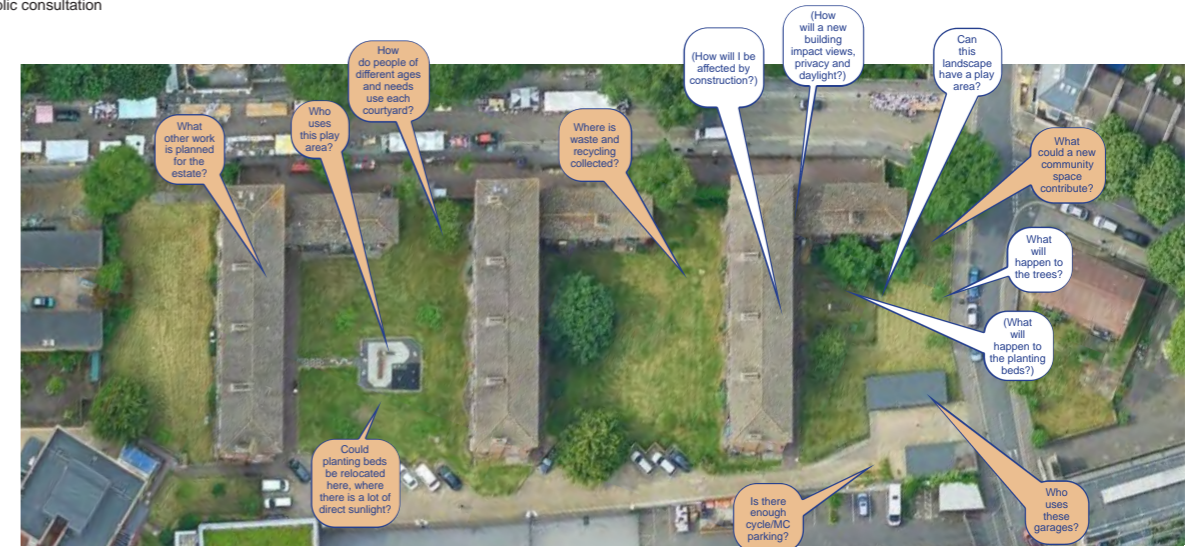 olic consultation
How
do people of
different ages
and needs
use each
courtyard?
(How will I be
affected by
construction?)
(How
will a new
building
impact views,
privacy and
daylight?)
Can
this
landscape
have a play
area?
What
other work
is planned
for the
estate?
Who
uses
this play
area?
Where is
waste and
recycling
collected?
What
could a new
community
space
contribute?
What
will
happen to
the trees?
(What
will
happen to
the planting
beds?)
Could
planting beds
be relocated
here, where
there is a lot of
direct sunlight?
Is there
enough
cycle/MC
parking?
Who
uses
these
garages?